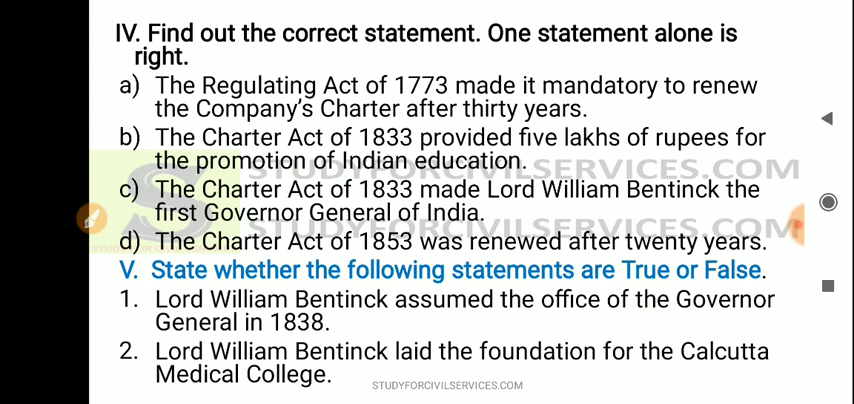 IV. Find out the correct statement. One statement alone is
right.
a) The Regulating Act of 1773 made it mandatory to renew
the Company's Charter after thirty years.
b) The Charter Act of 1833 provided five lakhs of rupees for
the promotion of Indian education.
STUDYFORCIVILSERVICES.COM
c) The Charter Act of 1833 made Lord William Bentinck the
first Governor General of India.
STUDYFORCIVILSERVICES.COM
d) The Charter Act of 1853 was renewed after twenty years.
V. State whether the following statements are True or False.
1. Lord William Bentinck assumed the office of the Governor
General in 1838.
2. Lord William Bentinck laid the foundation for the Calcutta
Medical College.
STUDYFORCIVILSERVICES.COM